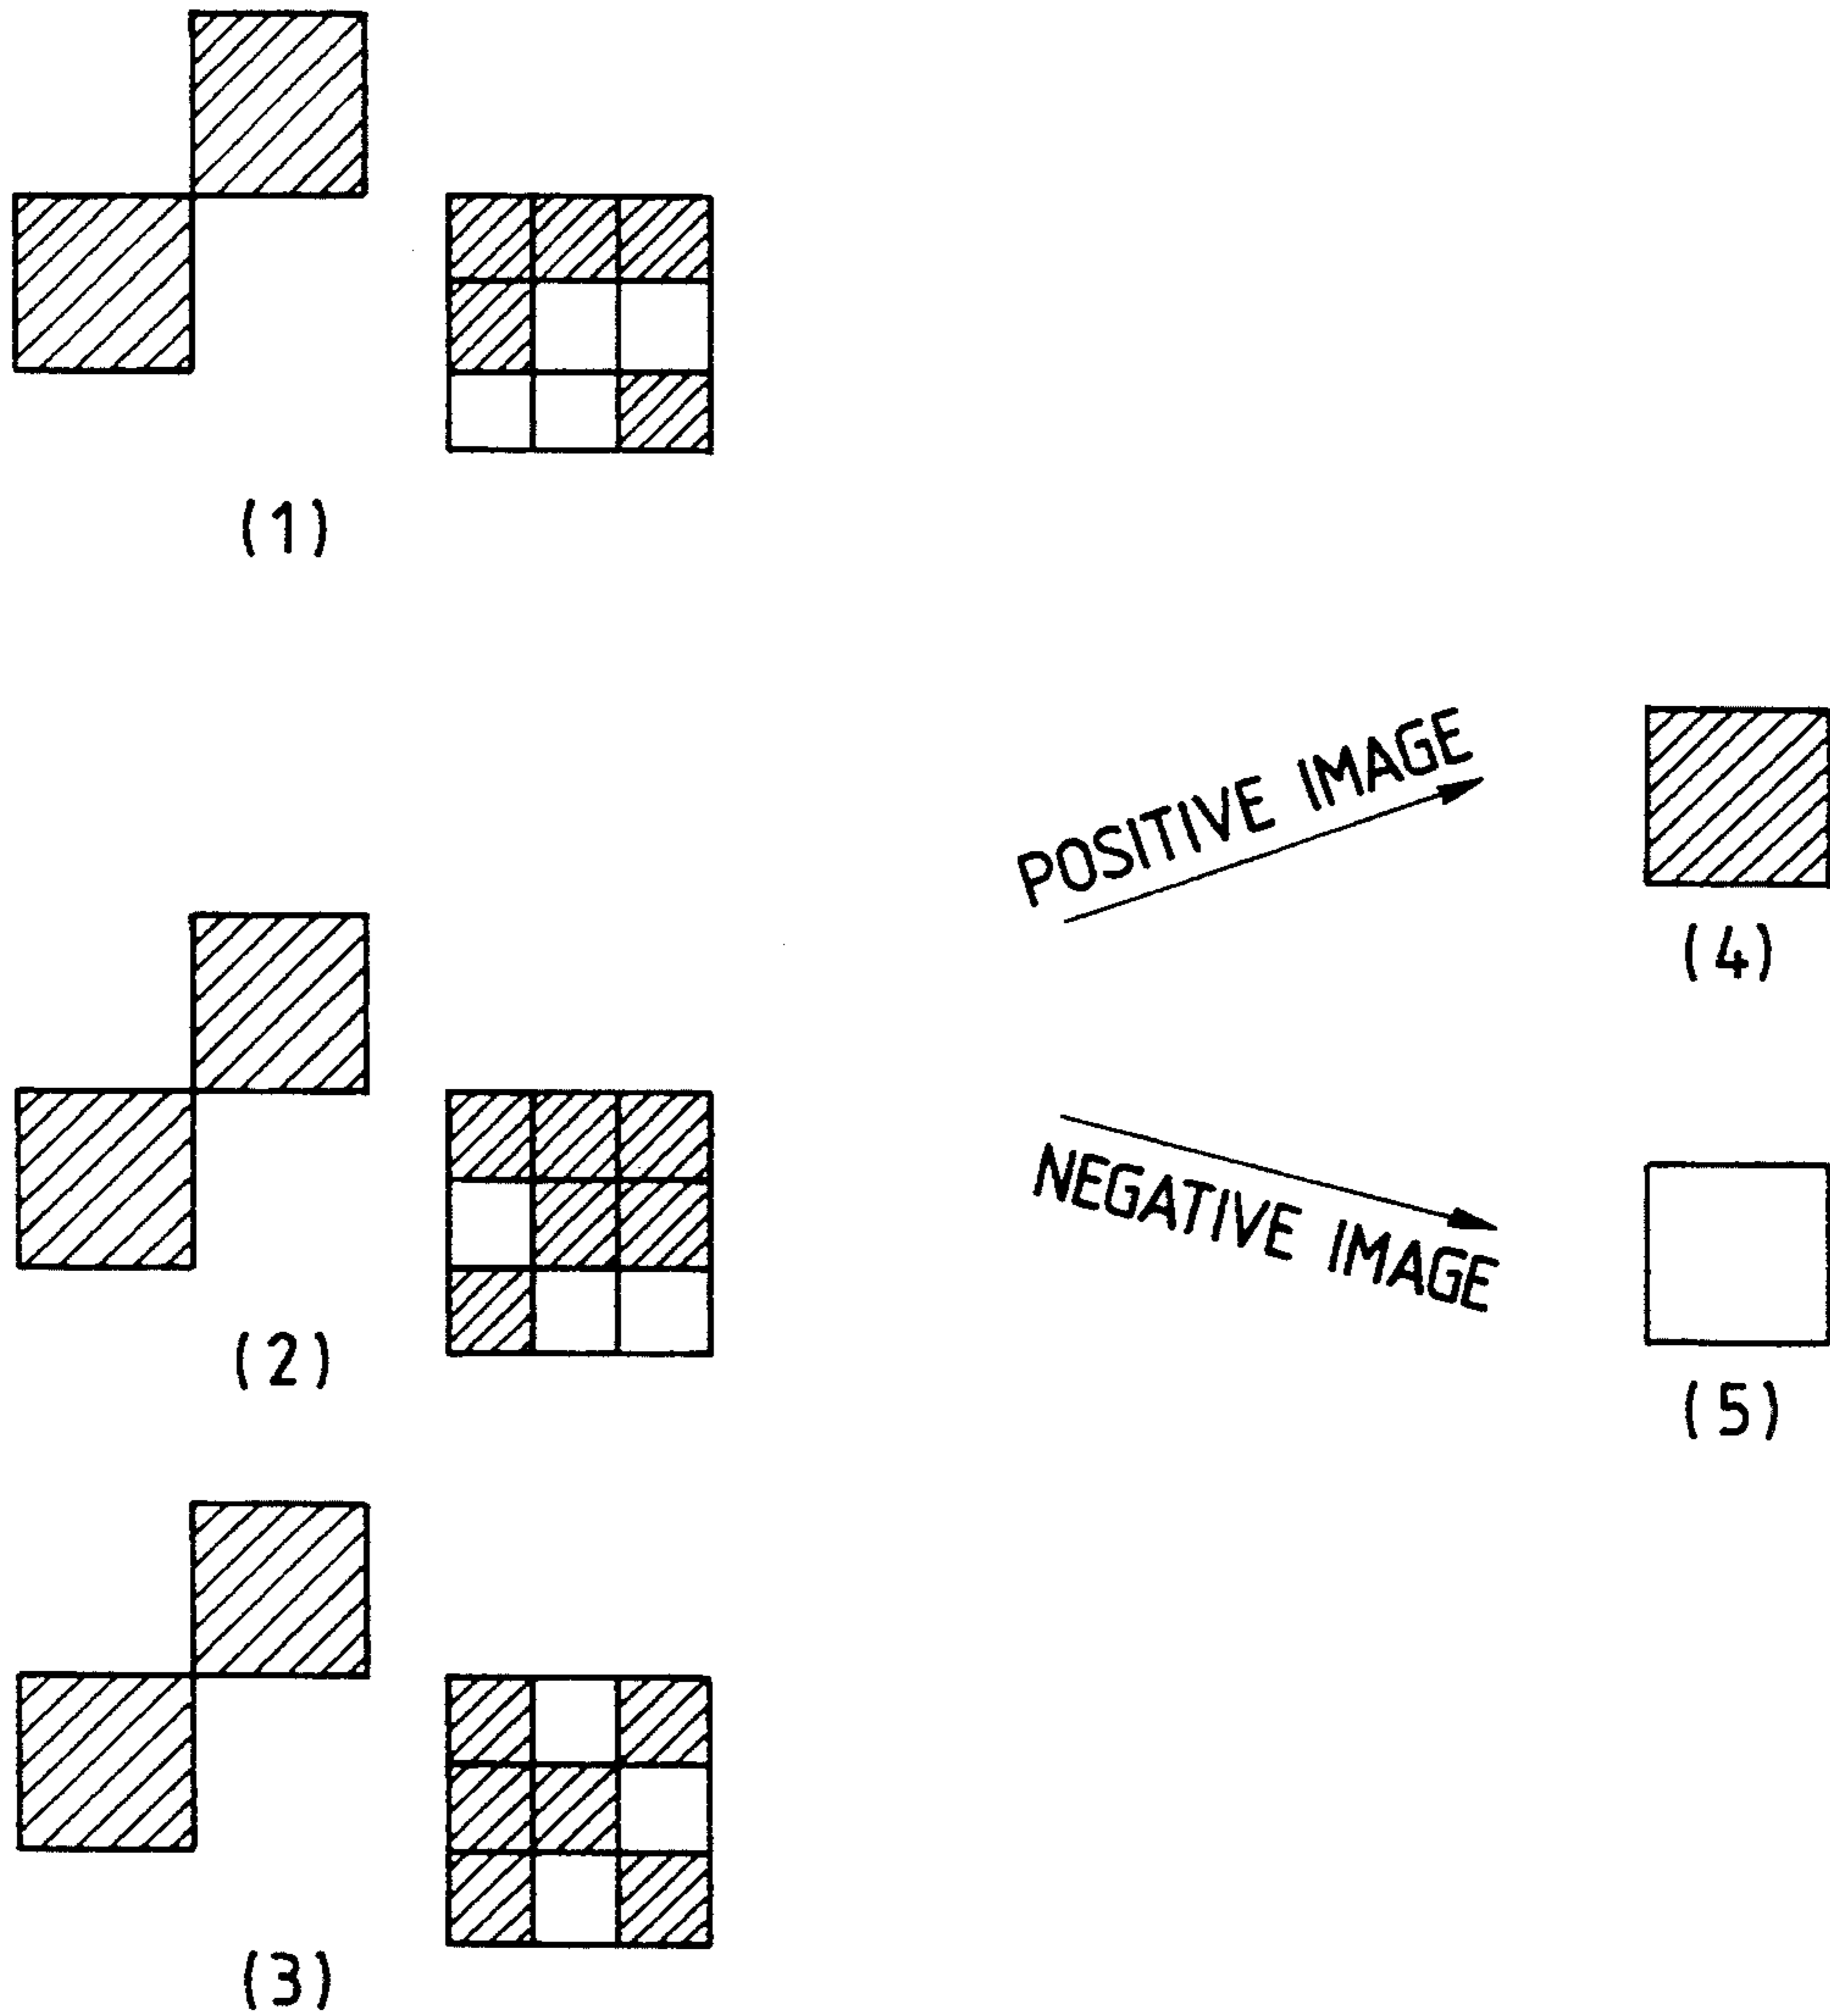 (1)
POSITIVE IMAGE
(4)
NEGATIVE IMAGE
(2)
(5)
(3)